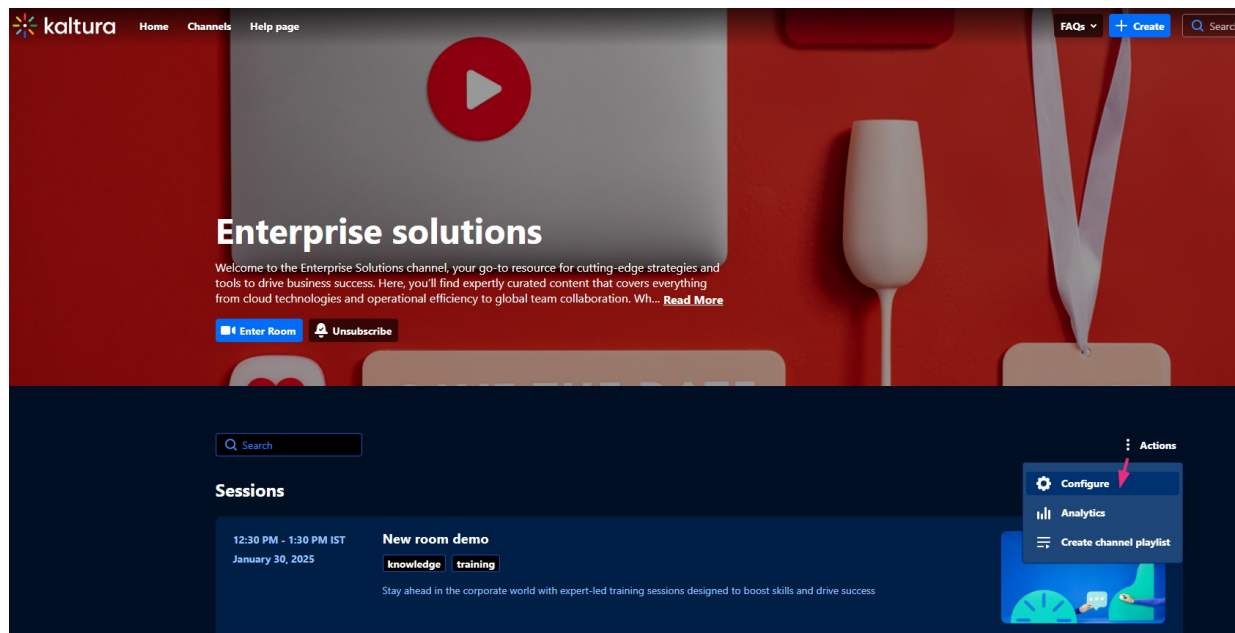 kaltura
Home
Channels
Help page
FAQs
+ Create
Search
Enterprise solutions
Welcome to the Enterprise Solutions channel, your go-to resource for cutting-edge strategies and
tools to drive business success. Here, you'll find expertly curated content that covers everything
from cloud technologies and operational efficiency to global team collaboration. Wh... Read More
Enter Room
Unsubscribe
SAVE THE DATE
Search
Actions
Configure
Analytics
Create channel playlist
Sessions
12:30 PM - 1:30 PM IST
January 30, 2025
New room demo
knowledge
training
Stay ahead in the corporate world with expert-led training sessions designed to boost skills and drive success